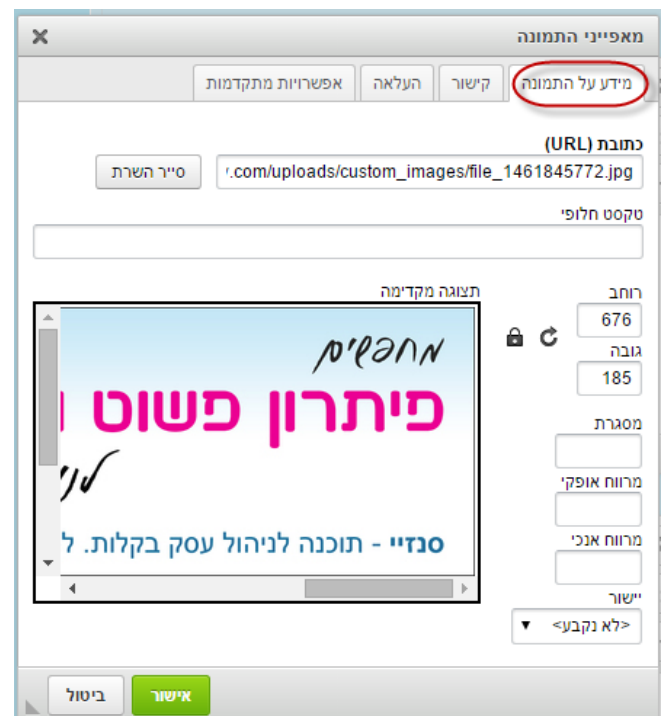 מאפייני התמונה
מידע על התמונה
קישור
העלאה
אפשרויות מתקדמות
כתובת (URL)
.com/uploads/custom_images/file_1461845772.jpg
סייר השרת
טקסט חלופי
רוחב
676
גובה
185
מסגרת
מרווח אופקי
מרווח אנכי
יישור
<לא נקבע>
תצוגה מקדימה
מחפשים
פיתרון פשוט
סנזיי - תוכנה לניהול עסק בקלות. ל
אישור
ביטול